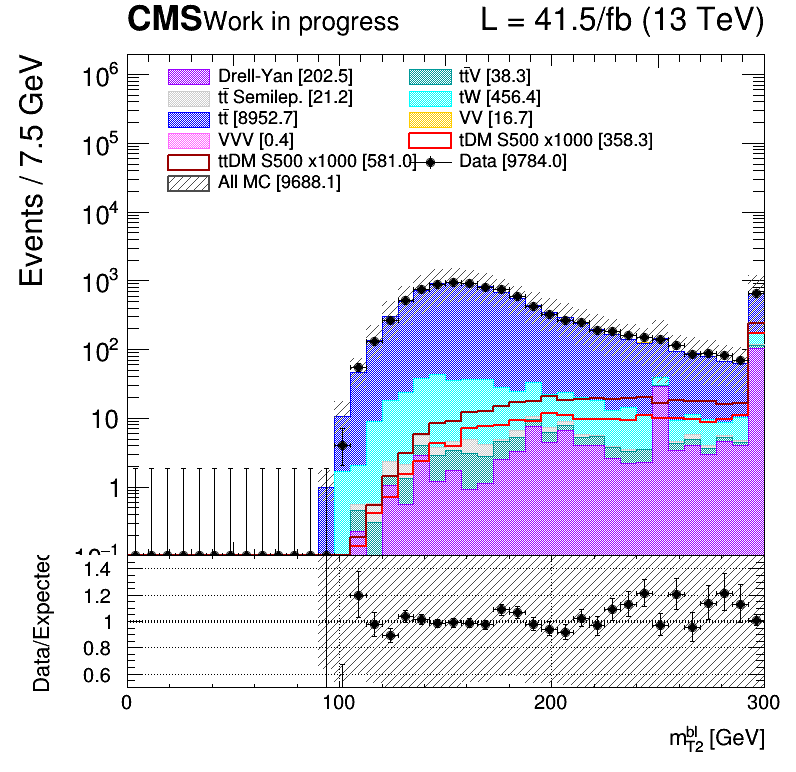 CMS Work in progress L = 41.5/fb (13 TeV)
Drell-Yan [202.5] tt̄V [38.3]
tt̄ Semilep. [21.2] tW [456.4]
tt̄ [8952.7] VV [16.7]
VVV [0.4] tDM S500 x1000 [358.3]
ttDM S500 x1000 [581.0] Data [9784.0]
All MC [9688.1]
Events / 7.5 GeV
10⁶
10⁵
10⁴
10³
10²
10
1
10⁻¹
Data/Expected
1.4
1.2
1
0.8
0.6
0 100 200 300
m_{T2}^{bl} [GeV]